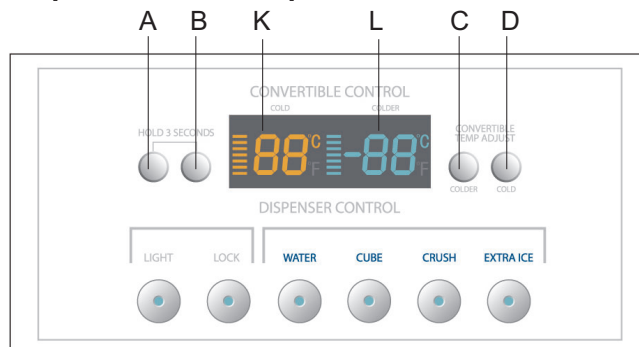 A B K L C D
CONVERTIBLE CONTROL
COLD COLDER
HOLD 3 SECONDS
88°C -88°C
F F
CONVERTIBLE
TEMP ADJUST
COLDER COLD
DISPENSER CONTROL
LIGHT LOCK WATER CUBE CRUSH EXTRA ICE